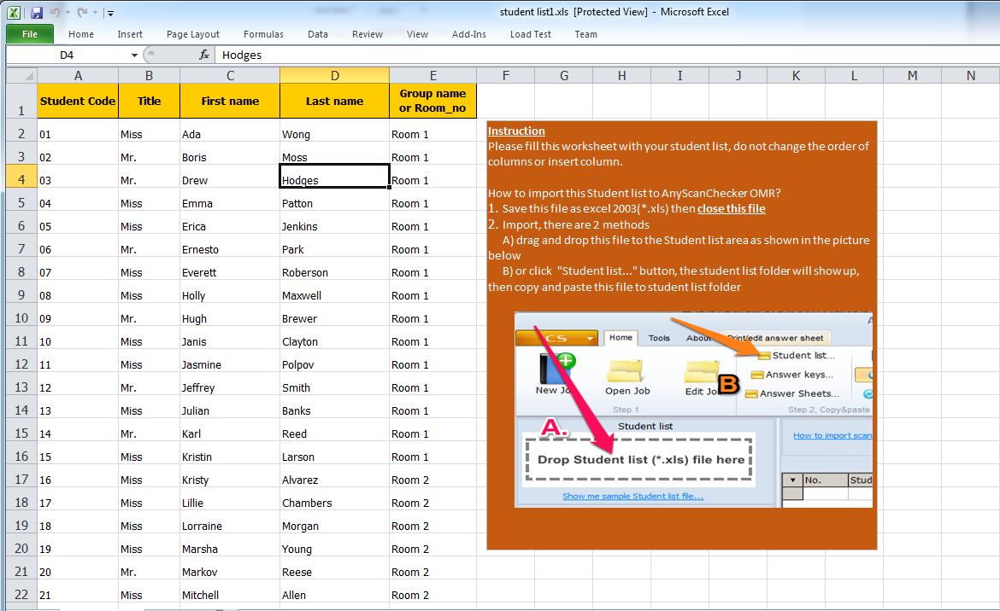 student list1.xls [Protected View] - Microsoft Excel
File Home Insert Page Layout Formulas Data Review View Add-Ins Load Test Team
D4 fx Hodges
A B C D E F G H I J K L M N
1 Student Code Title First name Last name Group name or Room_no
2 01 Miss Ada Wong Room 1
3 02 Mr. Boris Moss Room 1
4 03 Mr. Drew Hodges Room 1
5 04 Miss Emma Patton Room 1
6 05 Miss Erica Jenkins Room 1
7 06 Mr. Ernesto Park Room 1
8 07 Miss Everett Roberson Room 1
9 08 Miss Holly Maxwell Room 1
10 09 Mr. Hugh Brewer Room 1
11 10 Miss Janis Clayton Room 1
12 11 Miss Jasmine Polpov Room 1
13 12 Mr. Jeffrey Smith Room 1
14 13 Miss Julian Banks Room 1
15 14 Mr. Karl Reed Room 1
16 15 Miss Kristin Larson Room 1
17 16 Miss Kristy Alvarez Room 2
18 17 Miss Lillie Chambers Room 2
19 18 Miss Lorraine Morgan Room 2
20 19 Miss Marsha Young Room 2
21 20 Mr. Markov Reese Room 2
22 21 Miss Mitchell Allen Room 2
Instruction
Please fill this worksheet with your student list, do not change the order of
columns or insert column.
How to import this Student list to AnyScanChecker OMR?
1. Save this file as excel 2003(*.xls) then close this file
2. Import, there are 2 methods
A) drag and drop this file to the Student list area as shown in the picture
below
B) or click "Student list..." button, the student list folder will show up,
then copy and paste this file to student list folder
CS Home Tools About Print/edit answer sheet
Student list...
Answer keys...
New Open Job Edit B Answer Sheets...
Step 1 Step 2, Copy&paste
A. Student list
How to import scan
Drop Student list (*.xls) file here
No. Stud
Show me sample Student list file...